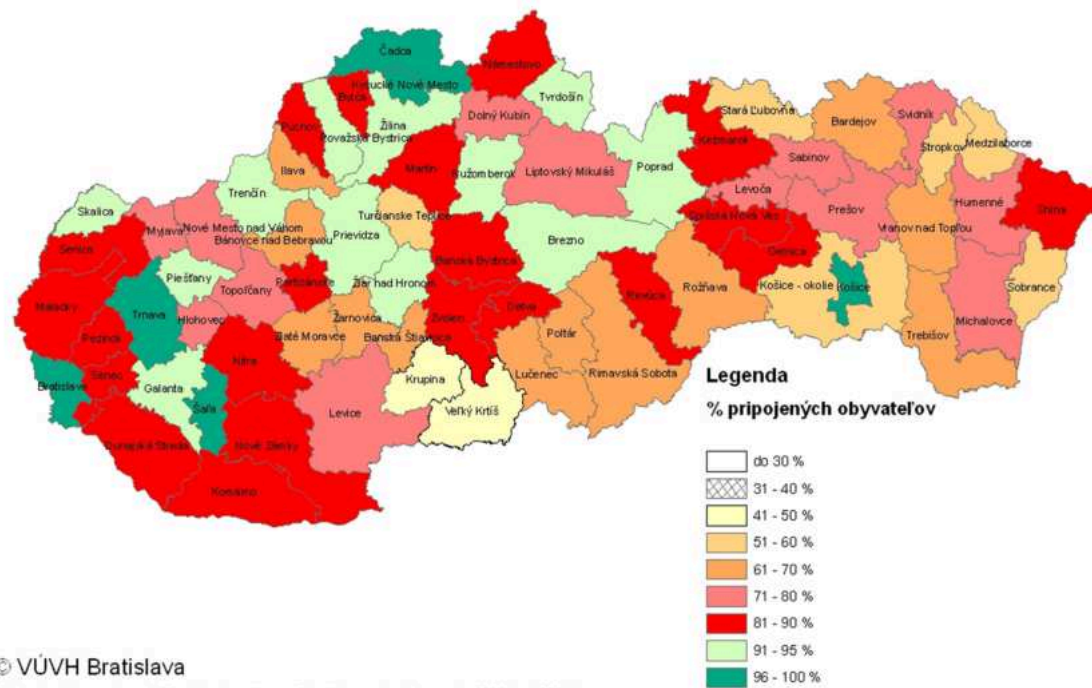 Čadca
Námestovo
Kysucké Nové Mesto
Bytča
Tvrdošín
Púchov
Žilina
Dolný Kubín
Stará Ľubovňa
Bardejov
Svidník
Medzilaborce
Stropkov
Považská Bystrica
Ilava
Martin
Kežmarok
Sabinov
Ružomberok
Liptovský Mikuláš
Poprad
Levoča
Prešov
Humenné
Snina
Trenčín
Skalica
Turčianske Teplice
Myjava
Nové Mesto nad Váhom
Bánovce nad Bebravou
Prievidza
Brezno
Spišská Nová Ves
Vranov nad Topľou
Senica
Banská Bystrica
Gelnica
Piešťany
Partizánske
Žiar nad Hronom
Topoľčany
Revúca
Rožňava
Košice - okolie
Košice
Sobrance
Malacky
Trnava
Hlohovec
Žarnovica
Zvolen
Detva
Pezinok
Zlaté Moravce
Banská Štiavnica
Poltár
Trebišov
Michalovce
Nitra
Lučenec
Rimavská Sobota
Bratislava
Senec
Galanta
Šaľa
Krupina
Levice
Veľký Krtíš
Dunajská Streda
Nové Zámky
Komárno
Legenda
% pripojených obyvateľov
do 30 %
31 - 40 %
41 - 50 %
51 - 60 %
61 - 70 %
71 - 80 %
81 - 90 %
91 - 95 %
96 - 100 %
© VÚVH Bratislava